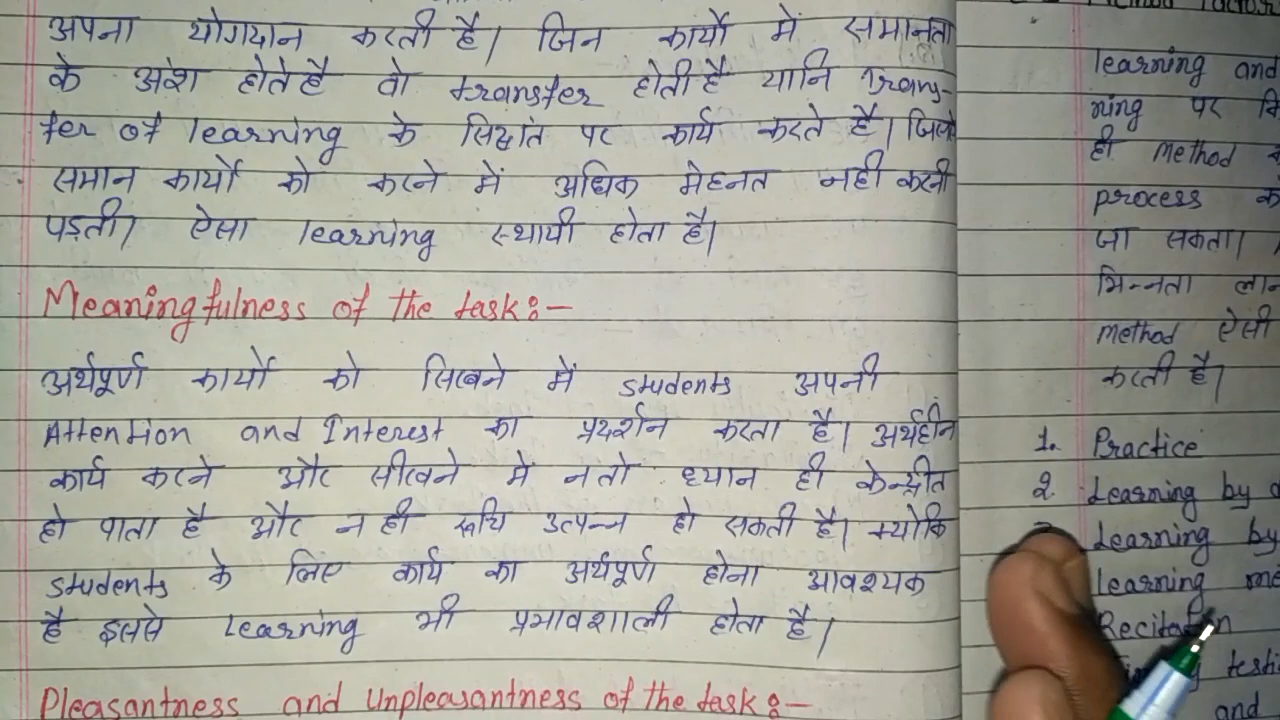 अपना योगदान करती है। जिन कार्यो में समानता
के अंश होते है वो transfer होती है यानि Trans-
fer of learning के सिद्धांत पर कार्य करते है। जिसमे
समान कार्यो को करने में अधिक मेहनत नही करनी
पड़ती। ऐसा learning स्थायी होता है।
Meaningfulness of the task:-
अर्थपूर्ण कार्यो को सिखने में students अपनी
Attention and Interest का प्रदर्शन करता है। अर्थहीन
कार्य करने और सीखने में न तो ध्यान ही केन्द्रीत
हो पाता है और न ही रूचि उत्पन्न हो सकती है। क्योकि
students के लिए कार्य का अर्थपूर्ण होना आवश्यक
है इससे learning भी प्रभावशाली होता है।
Pleasantness and Unpleasantness of the task:-
learning and
ning पर
ही method
process
जा सकता।
भिन्नता
method ऐसी
करती है।
1. Practice
2. Learning by
Learning by
learning
Recitation
and